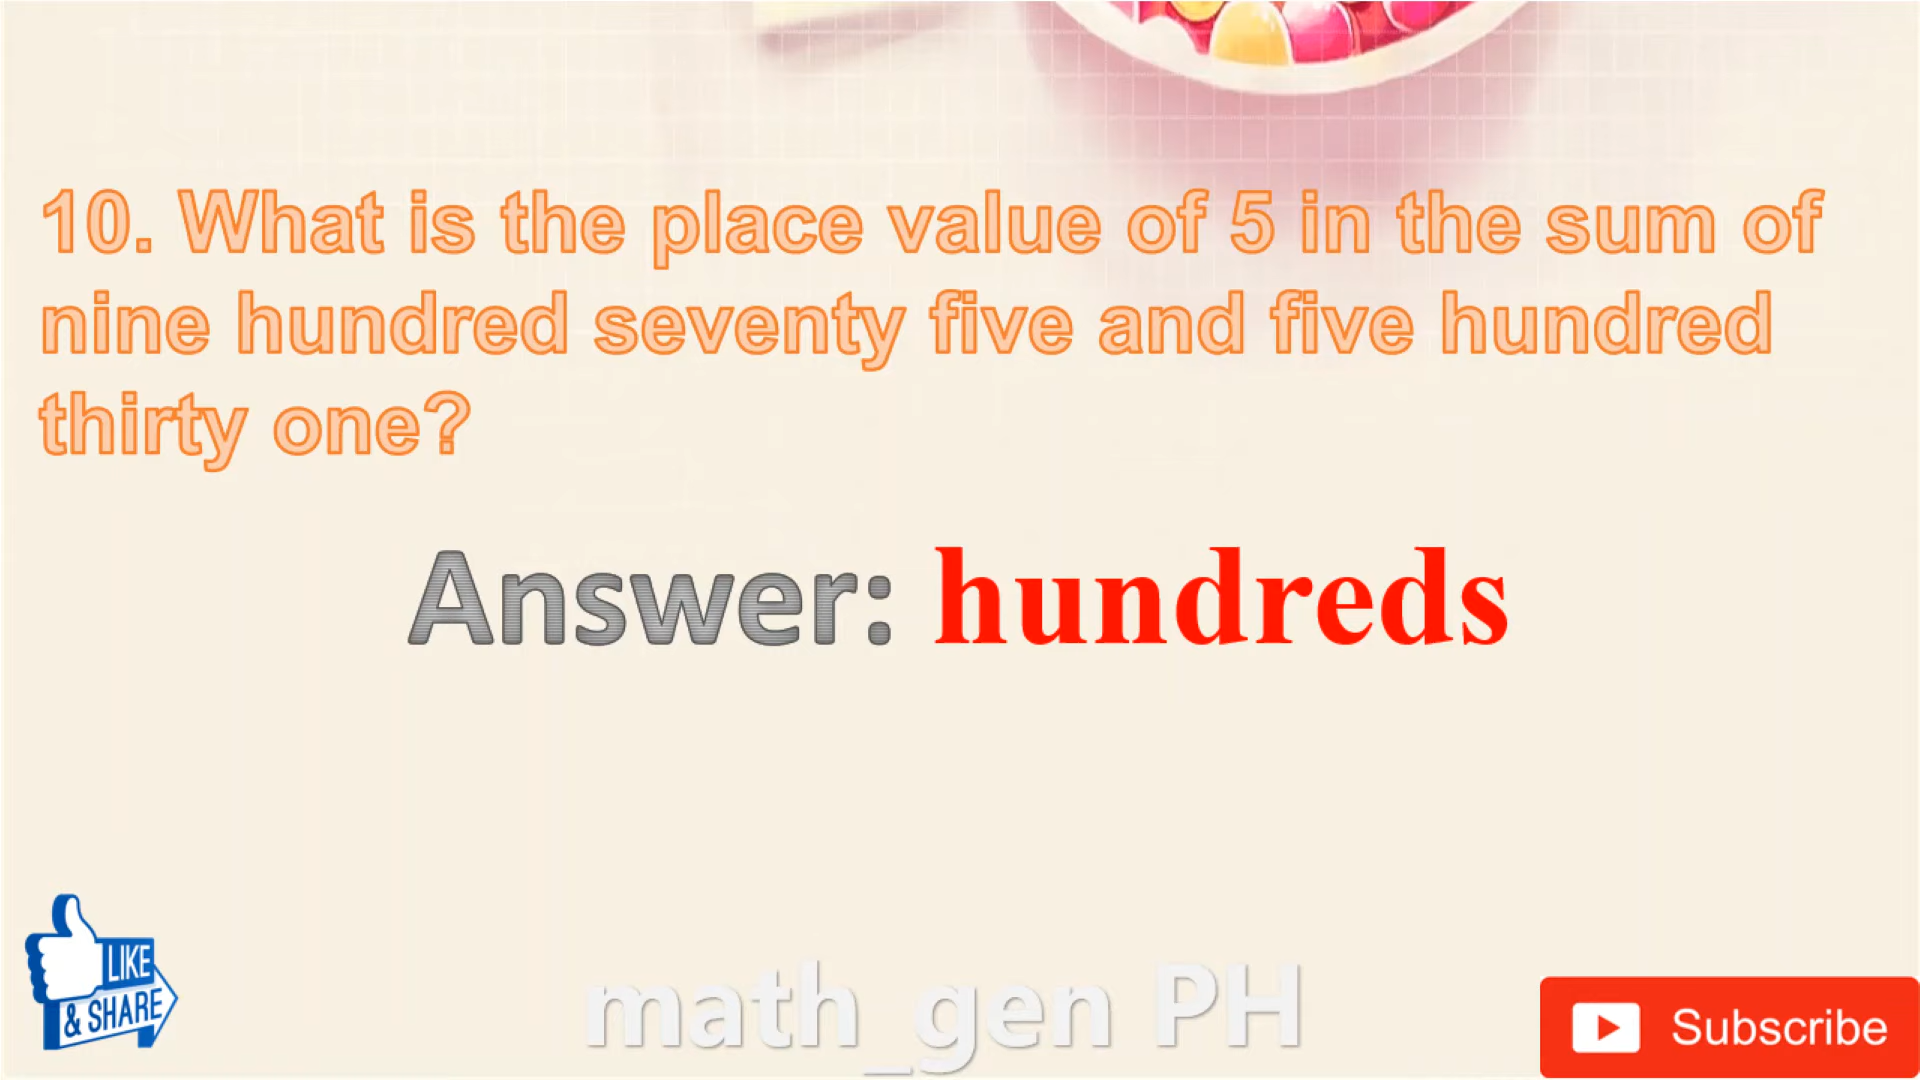 10. What is the place value of 5 in the sum of
nine hundred seventy five and five hundred
thirty one?
Answer: hundreds
LIKE
& SHARE
math_gen PH
Subscribe